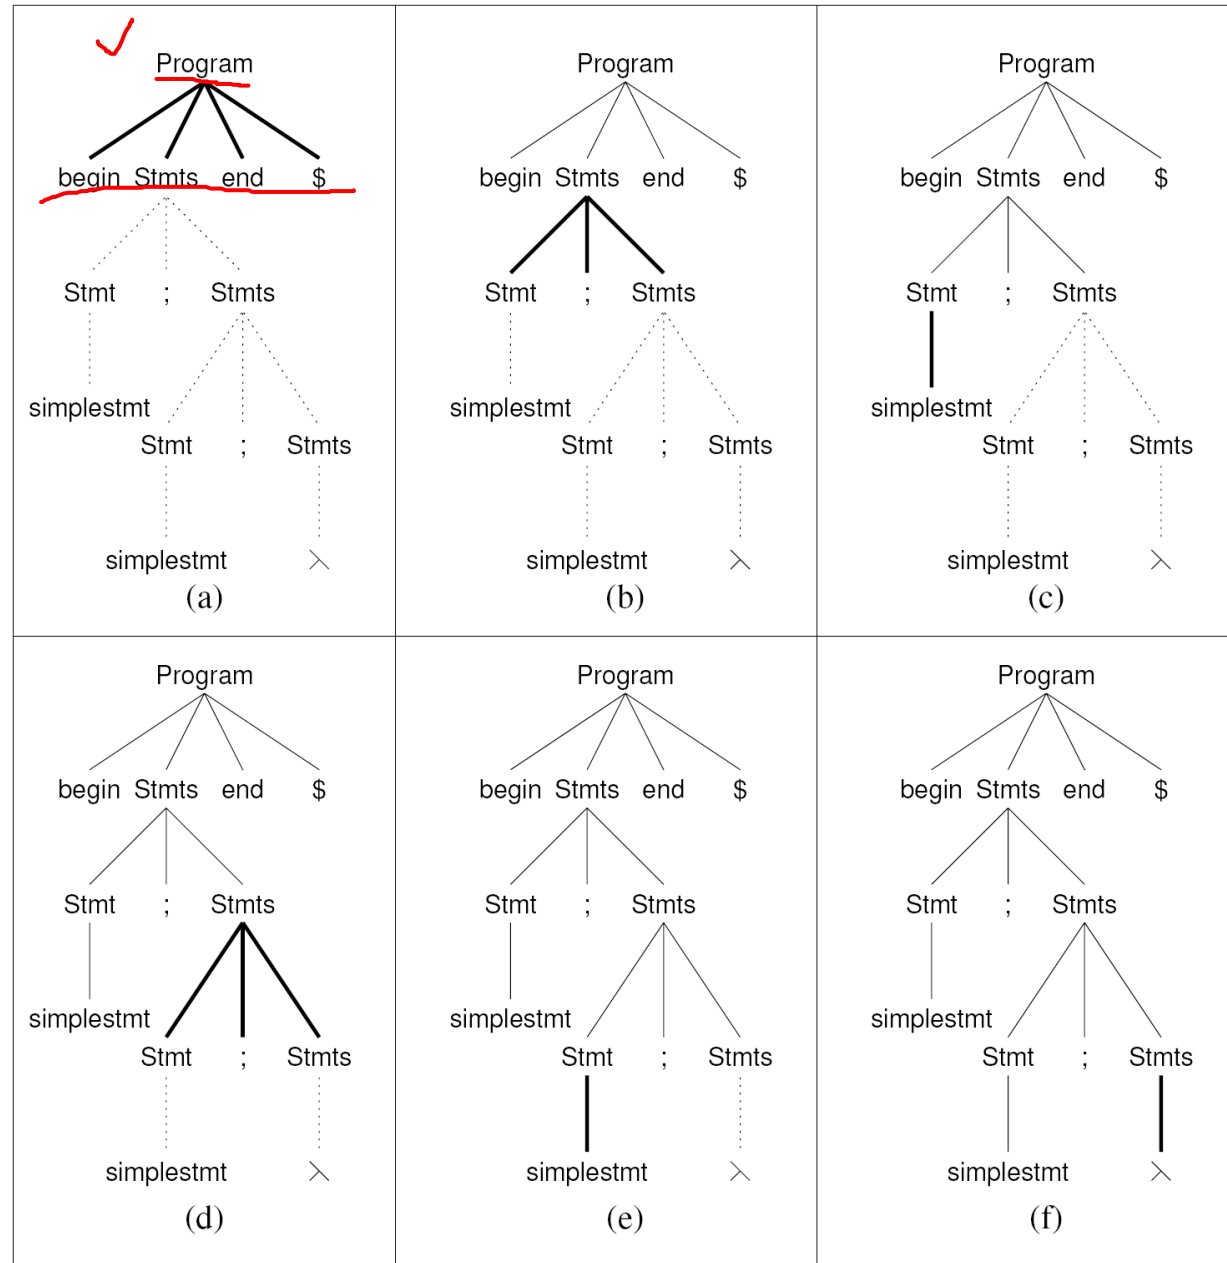 Program
begin Stmts end $
Stmt ; Stmts
simplestmt
Stmt ; Stmts
simplestmt λ
(a)
Program
begin Stmts end $
Stmt ; Stmts
simplestmt
Stmt ; Stmts
simplestmt λ
(b)
Program
begin Stmts end $
Stmt ; Stmts
simplestmt
Stmt ; Stmts
simplestmt λ
(c)
Program
begin Stmts end $
Stmt ; Stmts
simplestmt
Stmt ; Stmts
simplestmt λ
(d)
Program
begin Stmts end $
Stmt ; Stmts
simplestmt
Stmt ; Stmts
simplestmt λ
(e)
Program
begin Stmts end $
Stmt ; Stmts
simplestmt
Stmt ; Stmts
simplestmt λ
(f)